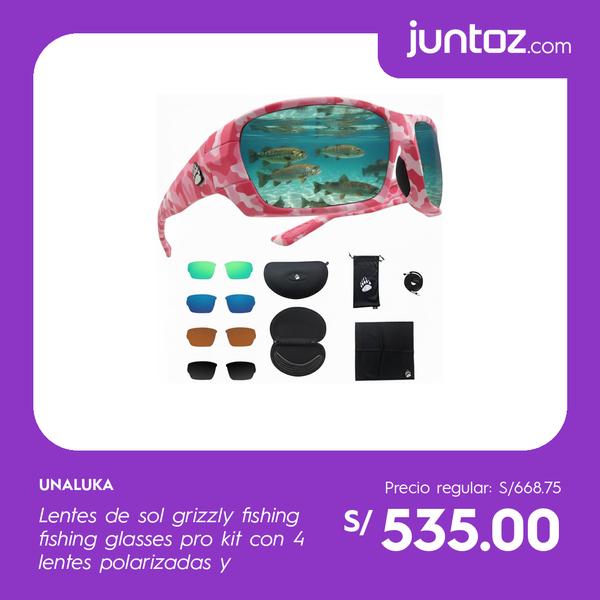 juntoz.com
UNALUKA
Lentes de sol grizzly fishing
fishing glasses pro kit con 4
lentes polarizadas y
Precio regular: S/668.75
S/ 535.00